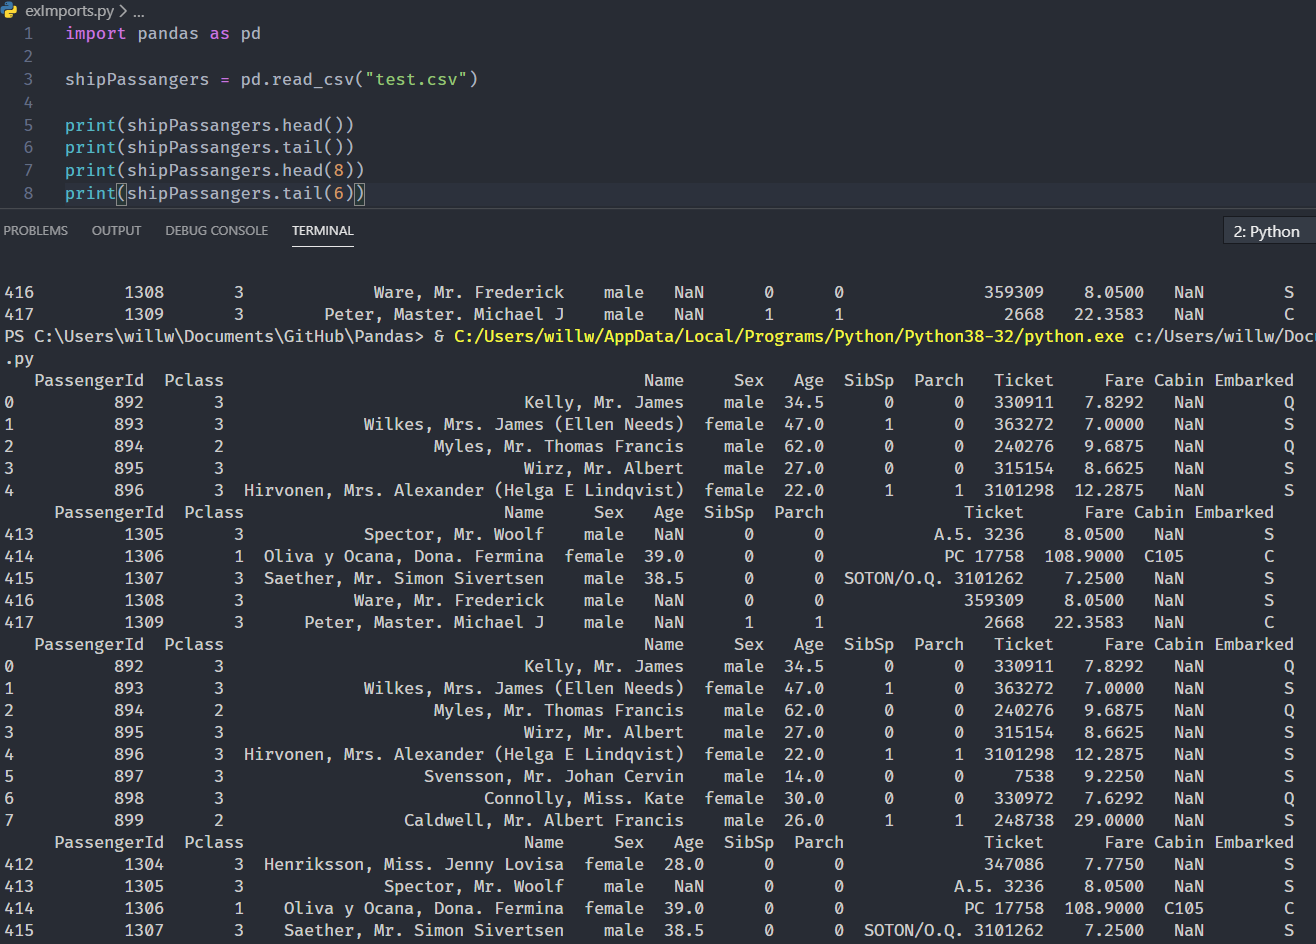 exImports.py > ...
1 import pandas as pd
2
3 shipPassangers = pd.read_csv("test.csv")
4
5 print(shipPassangers.head())
6 print(shipPassangers.tail())
7 print(shipPassangers.head(8))
8 print(shipPassangers.tail(6))
PROBLEMS OUTPUT DEBUG CONSOLE TERMINAL 2: Python
416 1308 3 Ware, Mr. Frederick male NaN 0 0 359309 8.0500 NaN S
417 1309 3 Peter, Master. Michael J male NaN 1 1 2668 22.3583 NaN C
PS C:\Users\willw\Documents\GitHub\Pandas> & C:/Users/willw/AppData/Local/Programs/Python/Python38-32/python.exe c:/Users/willw/Doc
.py
PassengerId Pclass Name Sex Age SibSp Parch Ticket Fare Cabin Embarked
0 892 3 Kelly, Mr. James male 34.5 0 0 330911 7.8292 NaN Q
1 893 3 Wilkes, Mrs. James (Ellen Needs) female 47.0 1 0 363272 7.0000 NaN S
2 894 2 Myles, Mr. Thomas Francis male 62.0 0 0 240276 9.6875 NaN Q
3 895 3 Wirz, Mr. Albert male 27.0 0 0 315154 8.6625 NaN S
4 896 3 Hirvonen, Mrs. Alexander (Helga E Lindqvist) female 22.0 1 1 3101298 12.2875 NaN S
PassengerId Pclass Name Sex Age SibSp Parch Ticket Fare Cabin Embarked
413 1305 3 Spector, Mr. Woolf male NaN 0 0 A.5. 3236 8.0500 NaN S
414 1306 1 Oliva y Ocana, Dona. Fermina female 39.0 0 0 PC 17758 108.9000 C105 C
415 1307 3 Saether, Mr. Simon Sivertsen male 38.5 0 0 SOTON/O.Q. 3101262 7.2500 NaN S
416 1308 3 Ware, Mr. Frederick male NaN 0 0 359309 8.0500 NaN S
417 1309 3 Peter, Master. Michael J male NaN 1 1 2668 22.3583 NaN C
PassengerId Pclass Name Sex Age SibSp Parch Ticket Fare Cabin Embarked
0 892 3 Kelly, Mr. James male 34.5 0 0 330911 7.8292 NaN Q
1 893 3 Wilkes, Mrs. James (Ellen Needs) female 47.0 1 0 363272 7.0000 NaN S
2 894 2 Myles, Mr. Thomas Francis male 62.0 0 0 240276 9.6875 NaN Q
3 895 3 Wirz, Mr. Albert male 27.0 0 0 315154 8.6625 NaN S
4 896 3 Hirvonen, Mrs. Alexander (Helga E Lindqvist) female 22.0 1 1 3101298 12.2875 NaN S
5 897 3 Svensson, Mr. Johan Cervin male 14.0 0 0 7538 9.2250 NaN S
6 898 3 Connolly, Miss. Kate female 30.0 0 0 330972 7.6292 NaN Q
7 899 2 Caldwell, Mr. Albert Francis male 26.0 1 1 248738 29.0000 NaN S
PassengerId Pclass Name Sex Age SibSp Parch Ticket Fare Cabin Embarked
412 1304 3 Henriksson, Miss. Jenny Lovisa female 28.0 0 0 347086 7.7750 NaN S
413 1305 3 Spector, Mr. Woolf male NaN 0 0 A.5. 3236 8.0500 NaN S
414 1306 1 Oliva y Ocana, Dona. Fermina female 39.0 0 0 PC 17758 108.9000 C105 C
415 1307 3 Saether, Mr. Simon Sivertsen male 38.5 0 0 SOTON/O.Q. 3101262 7.2500 NaN S